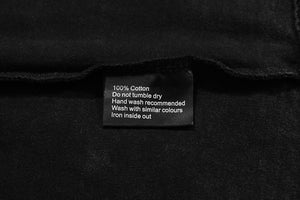 100% Cotton
Do not tumble dry
Hand wash recommended
Wash with similar colours
Iron inside out